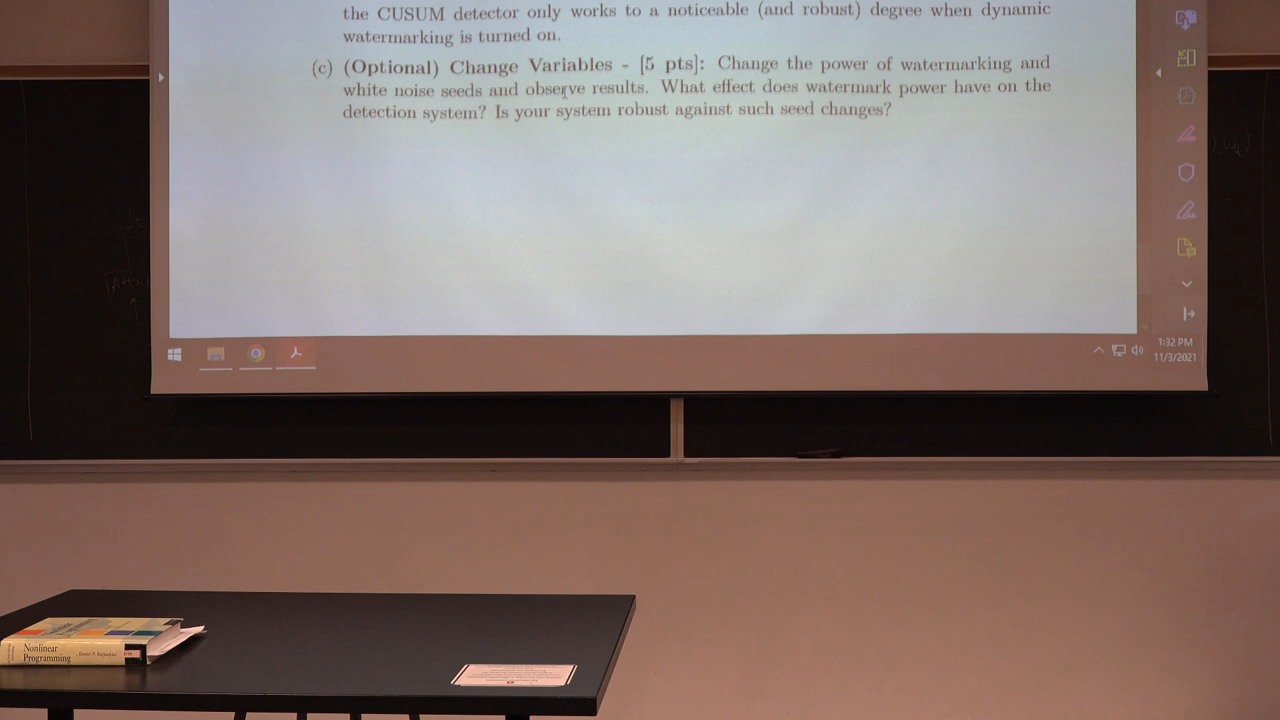 the CUSUM detector only works to a noticeable (and robust) degree when dynamic
watermarking is turned on.
(c) (Optional) Change Variables - [5 pts]: Change the power of watermarking and
white noise seeds and observe results. What effect does watermark power have on the
detection system? Is your system robust against such seed changes?
1:32 PM
11/3/2021
Nonlinear
Programming